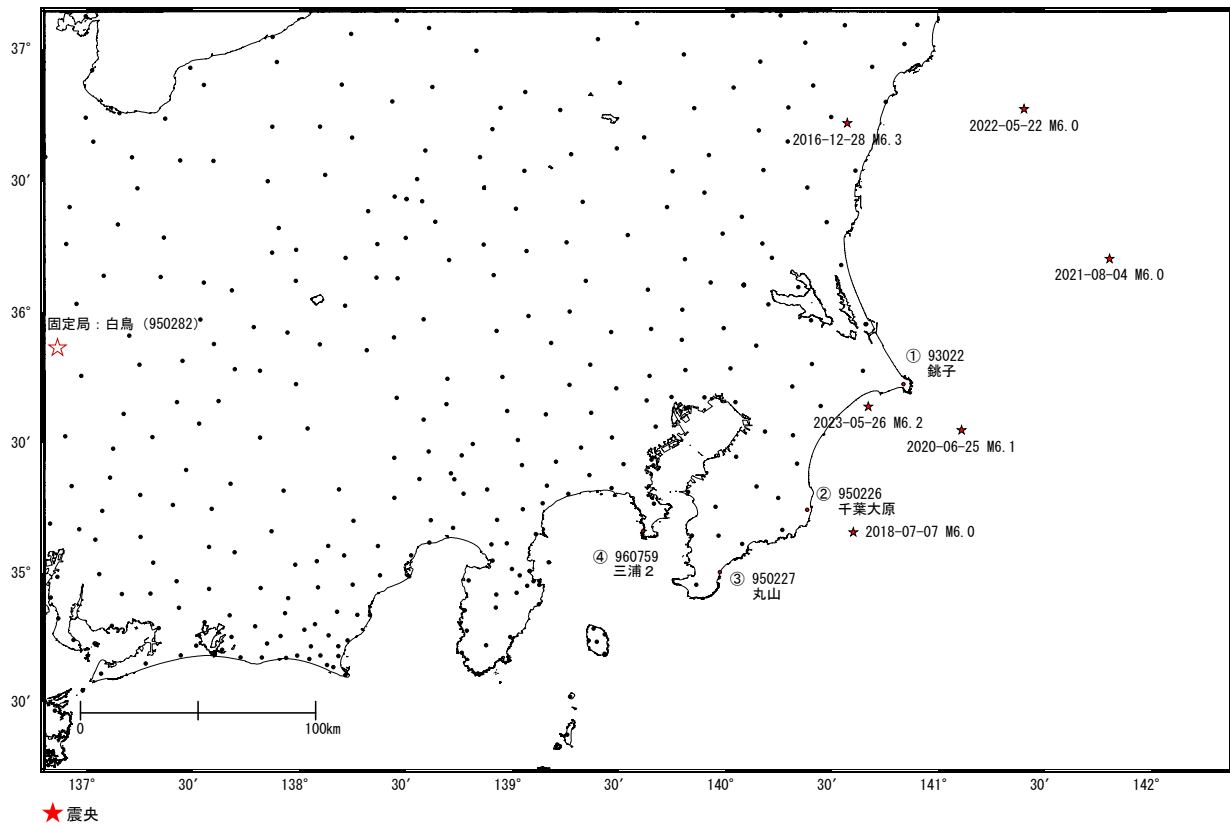 37°
2022-05-22 M6.0
2016-12-28 M6.3
30′
2021-08-04 M6.0
36°
固定局：白鳥（950282）
① 93022
銚子
2023-05-26 M6.2
30′
2020-06-25 M6.1
② 950226
千葉大原
2018-07-07 M6.0
④ 960759
三浦２
35°
③ 950227
丸山
30′
0
100km
137°
30′
138°
30′
139°
30′
140°
30′
141°
30′
142°
震央